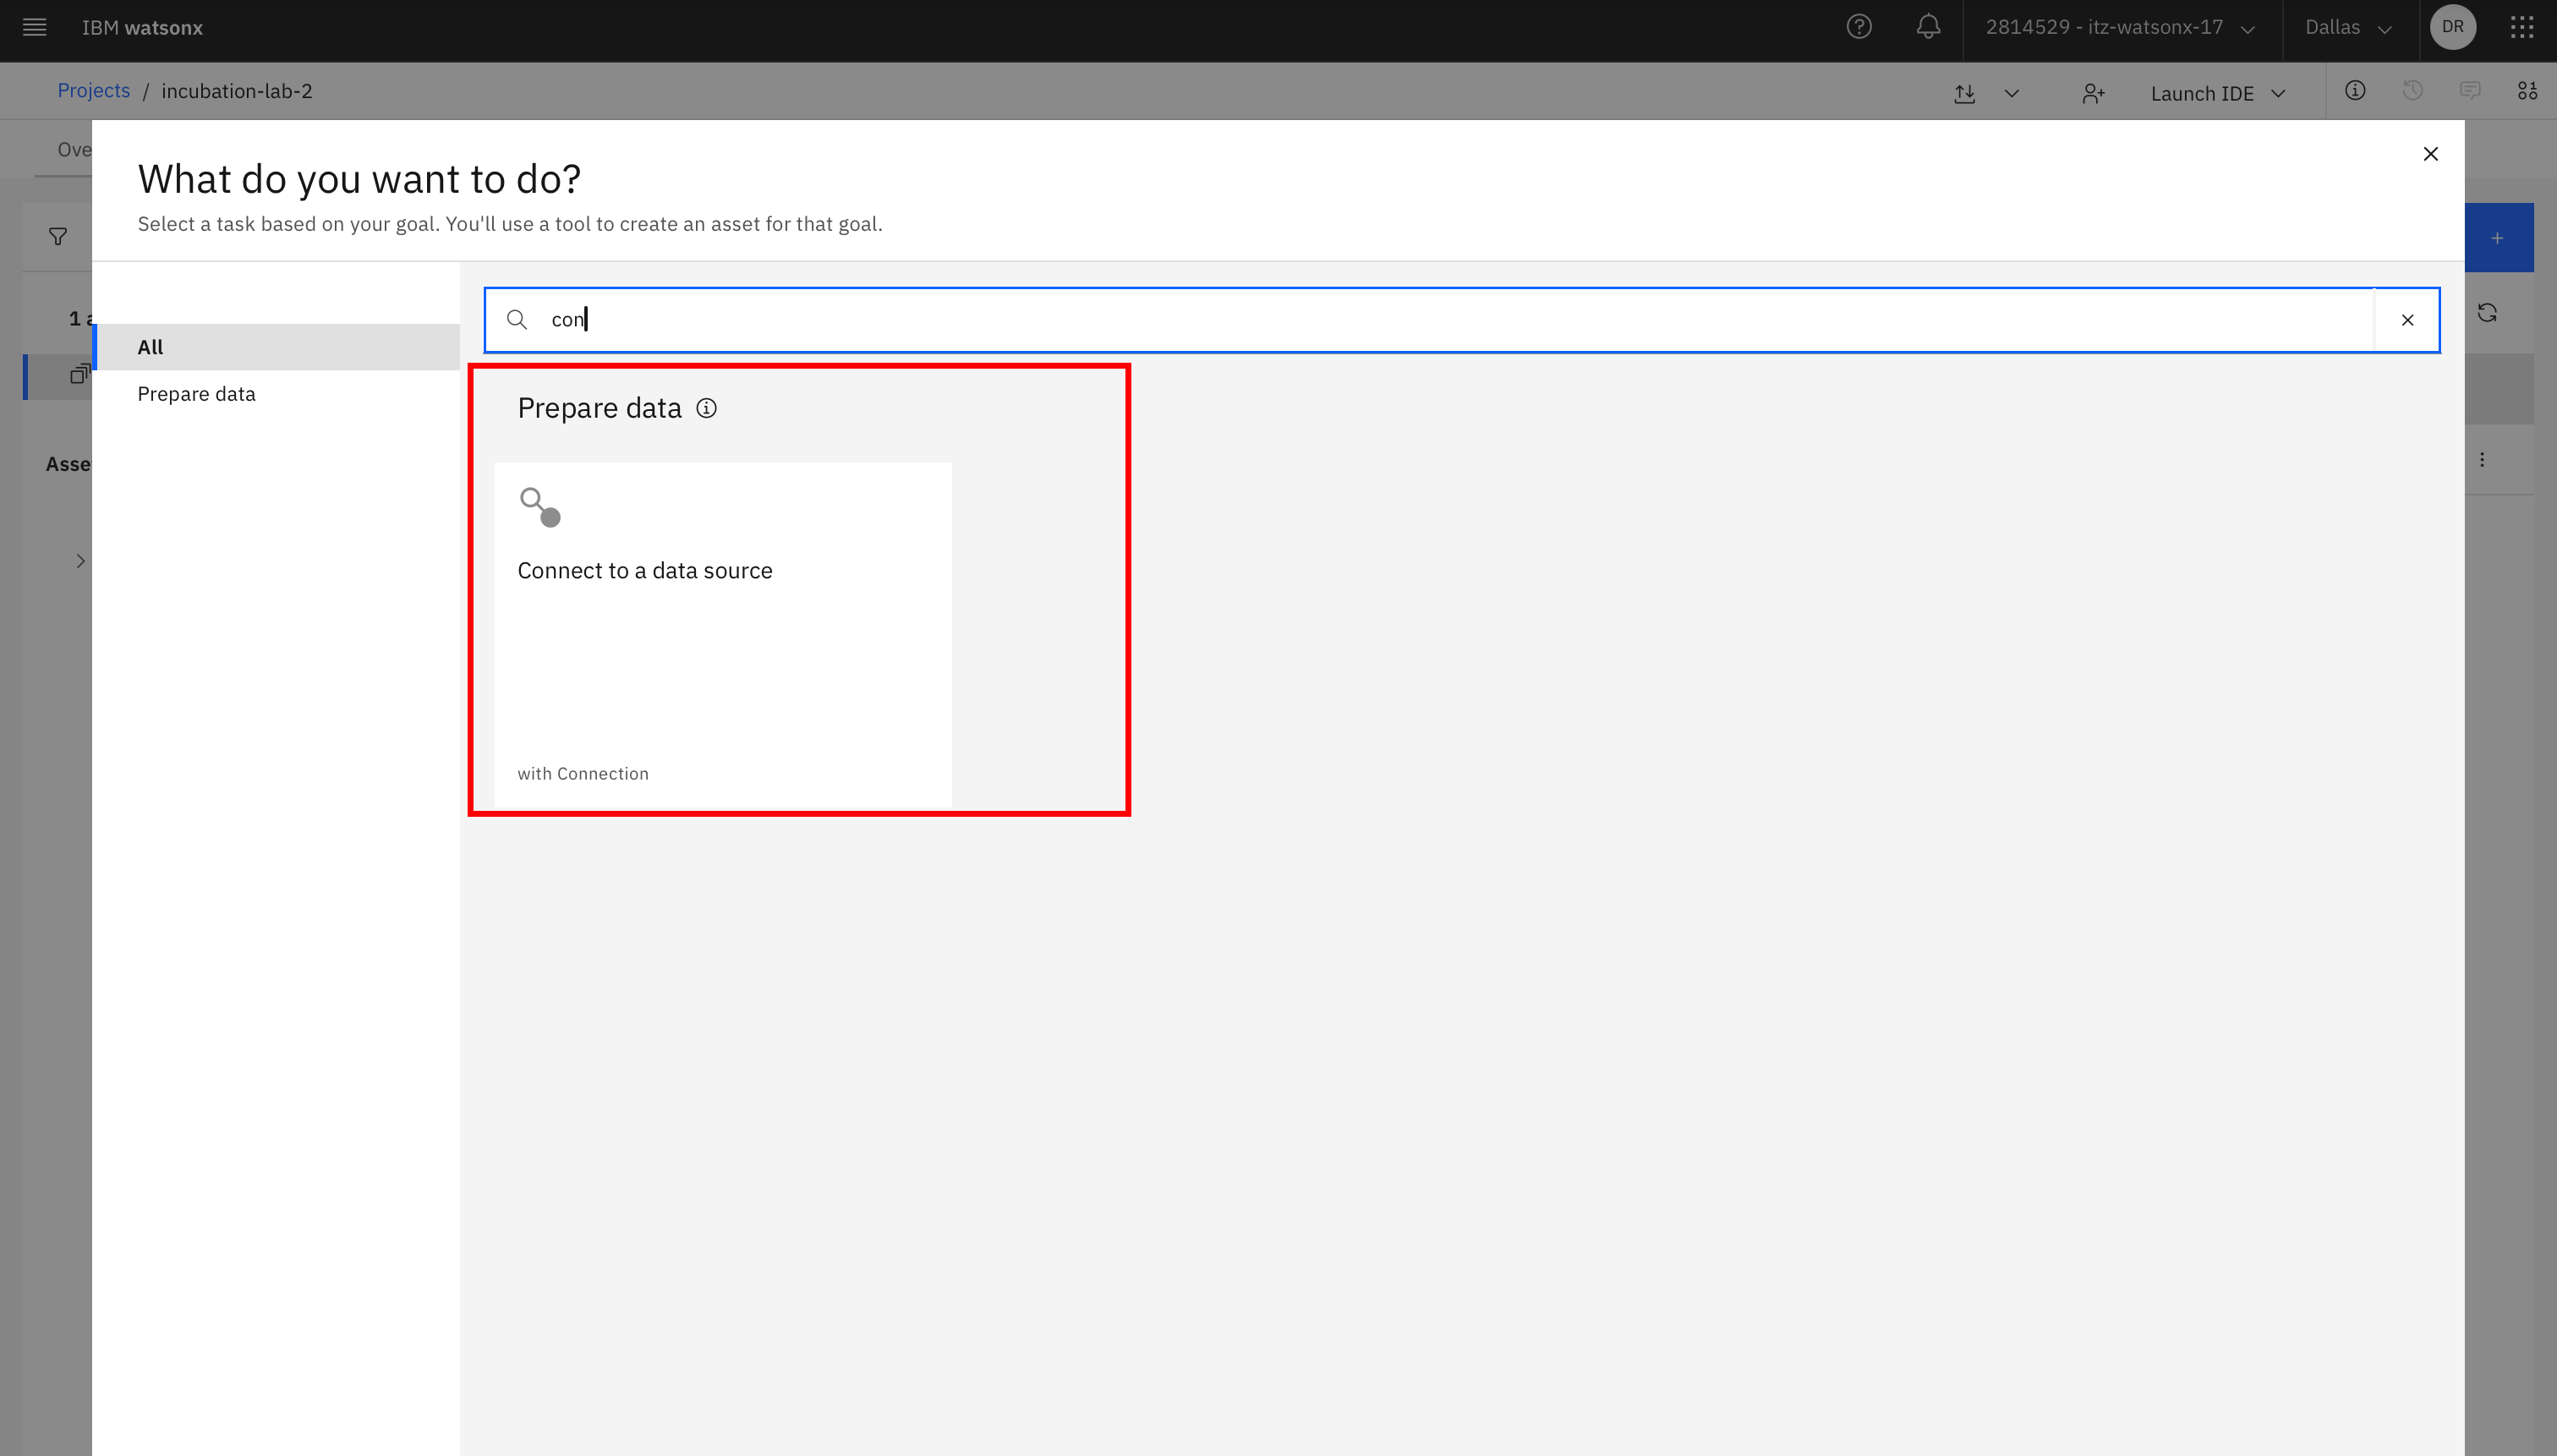 IBM watsonx
2814529 - itz-watsonx-17
Dallas
DR
Projects / incubation-lab-2
Launch IDE
Ove
What do you want to do?
Select a task based on your goal. You'll use a tool to create an asset for that goal.
con
1 a
All
Prepare data
Prepare data
Asse
Connect to a data source
with Connection